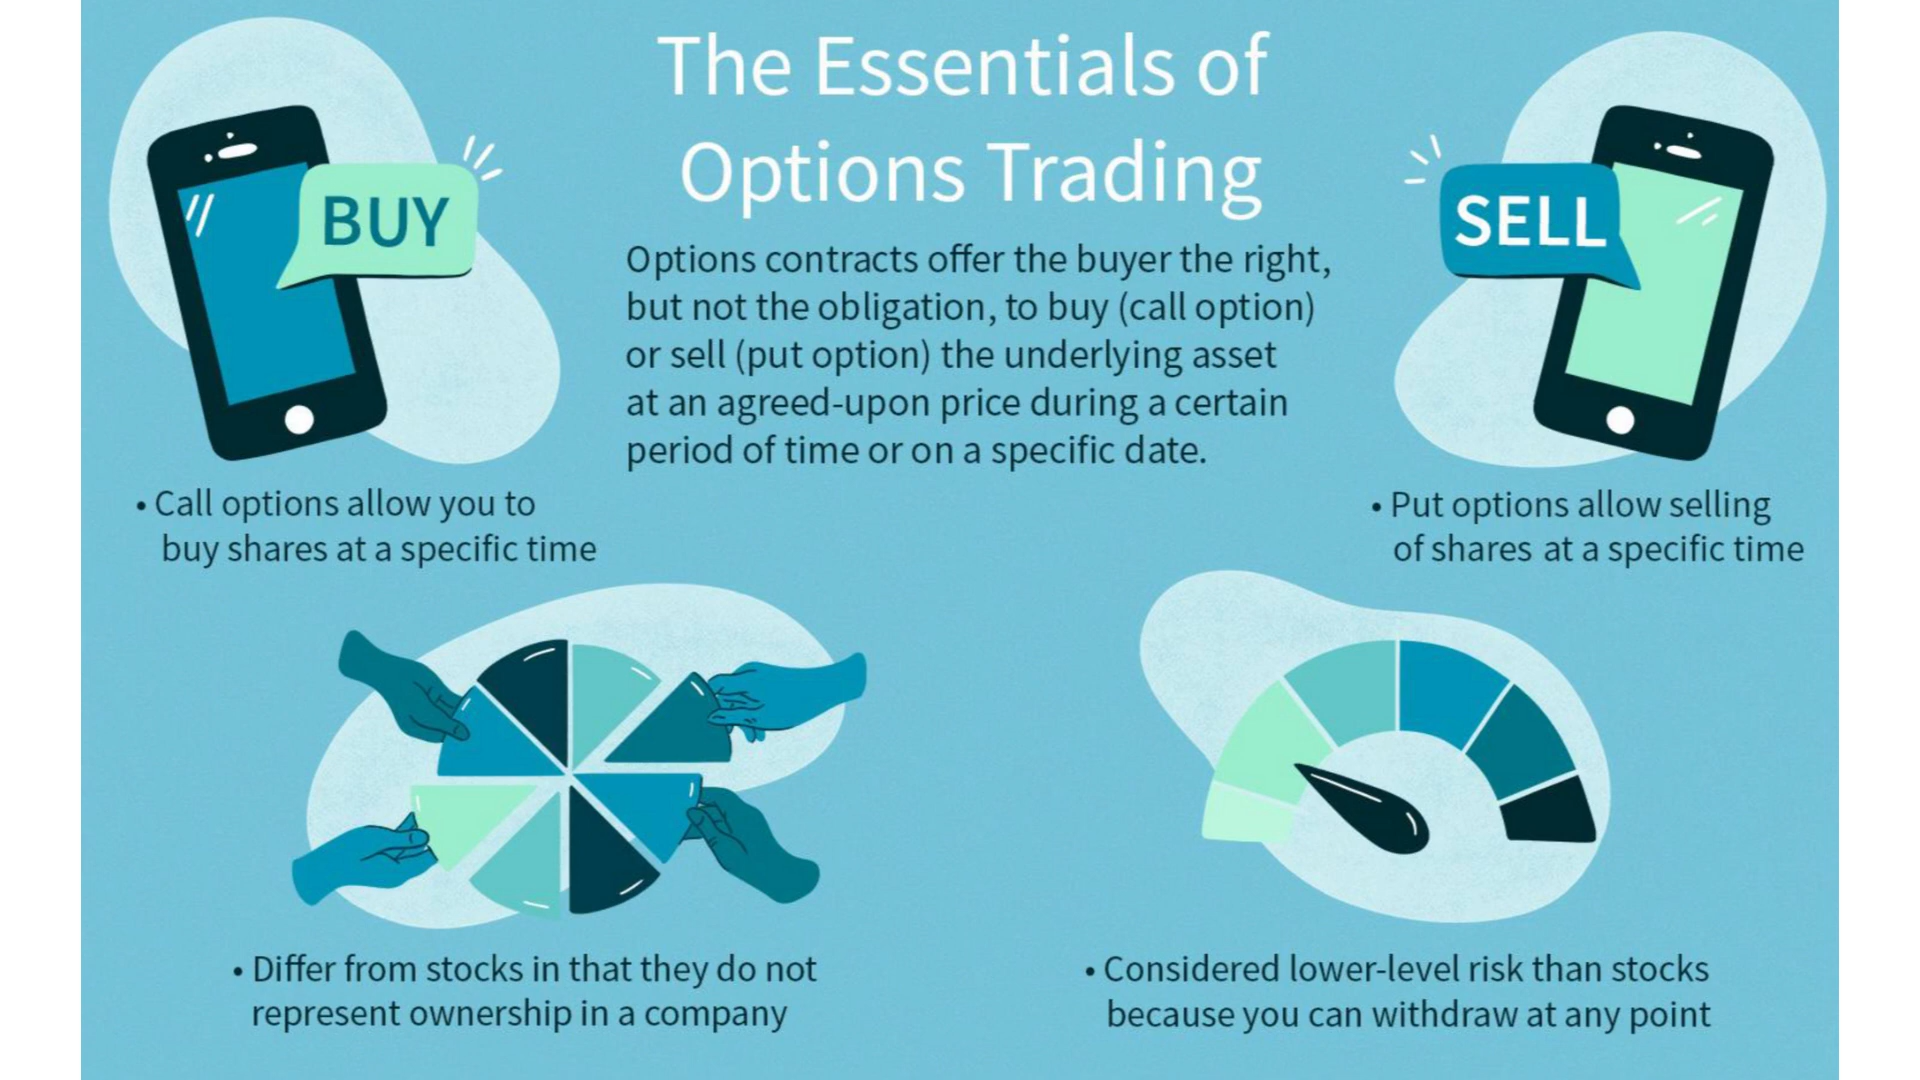 The Essentials of
Options Trading
BUY
SELL
Options contracts offer the buyer the right,
but not the obligation, to buy (call option)
or sell (put option) the underlying asset
at an agreed-upon price during a certain
period of time or on a specific date.
• Call options allow you to
buy shares at a specific time
• Put options allow selling
of shares at a specific time
• Differ from stocks in that they do not
represent ownership in a company
• Considered lower-level risk than stocks
because you can withdraw at any point